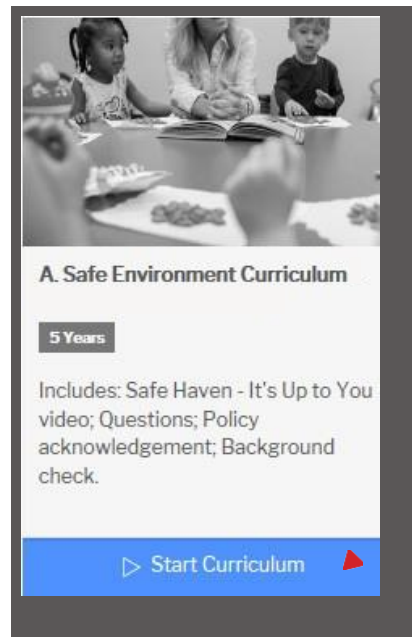 A. Safe Environment Curriculum
5 Years
Includes: Safe Haven - It's Up to You
video; Questions; Policy
acknowledgement; Background
check.
Start Curriculum